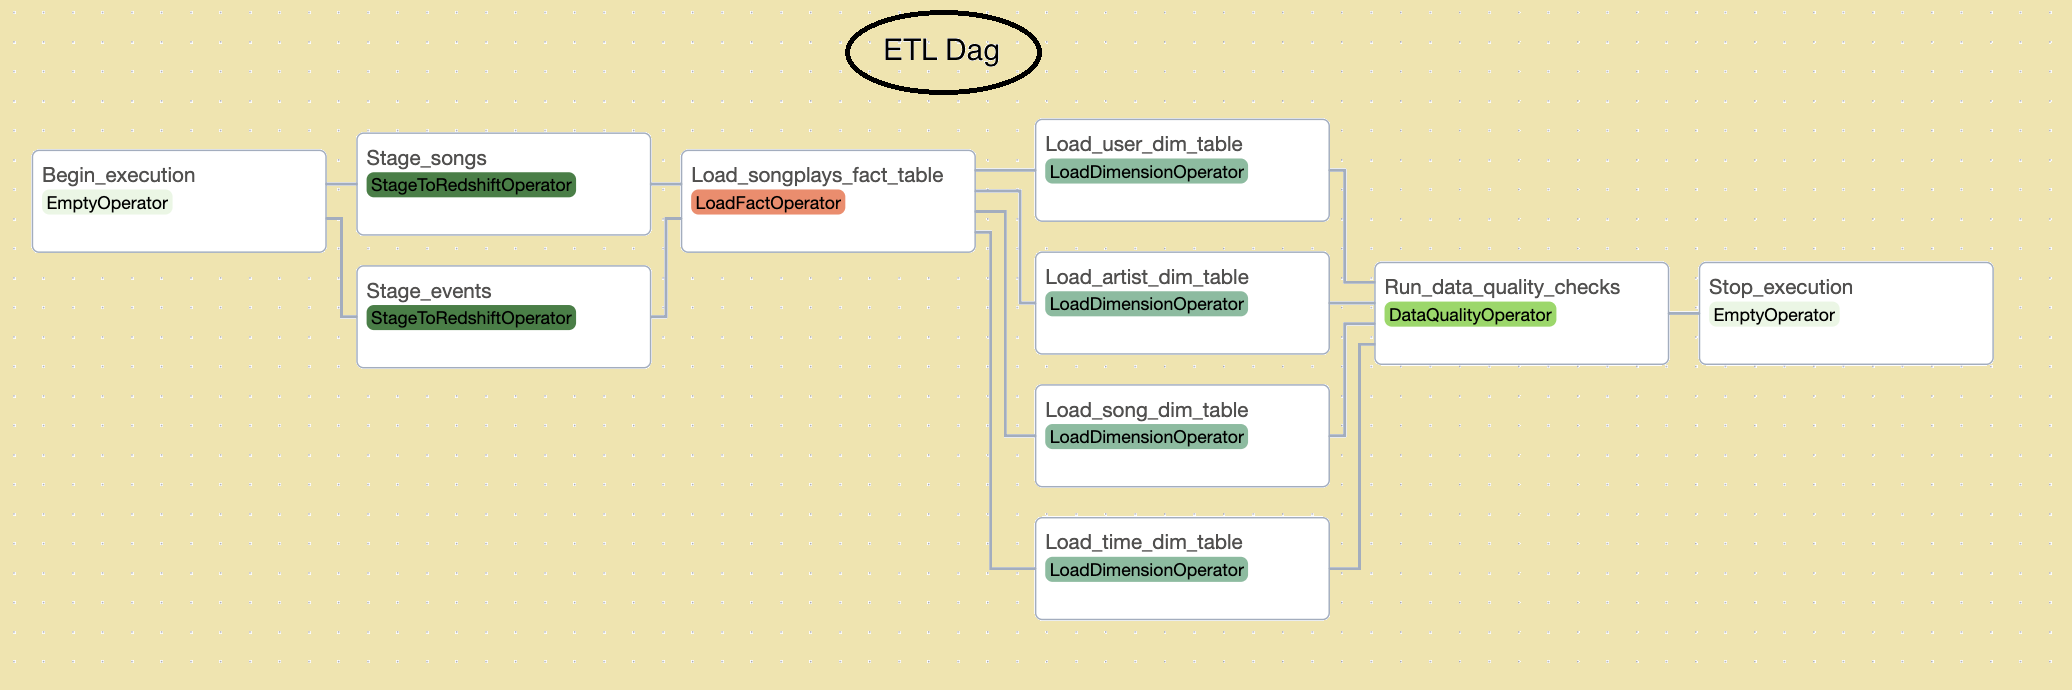 ETL Dag
Begin_execution
EmptyOperator
Stage_songs
StageToRedshiftOperator
Stage_events
StageToRedshiftOperator
Load_songplays_fact_table
LoadFactOperator
Load_user_dim_table
LoadDimensionOperator
Load_artist_dim_table
LoadDimensionOperator
Load_song_dim_table
LoadDimensionOperator
Load_time_dim_table
LoadDimensionOperator
Run_data_quality_checks
DataQualityOperator
Stop_execution
EmptyOperator